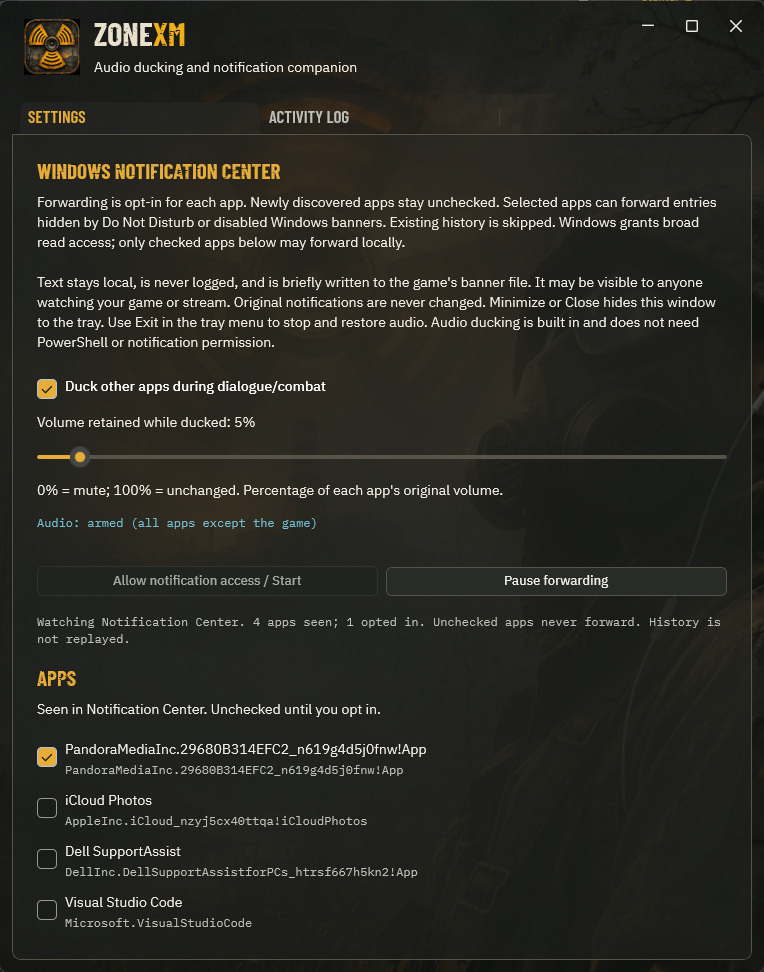 ZONEXM
Audio ducking and notification companion
SETTINGS
ACTIVITY LOG
WINDOWS NOTIFICATION CENTER
Forwarding is opt-in for each app. Newly discovered apps stay unchecked. Selected apps can forward entries
hidden by Do Not Disturb or disabled Windows banners. Existing history is skipped. Windows grants broad
read access; only checked apps below may forward locally.
Text stays local, is never logged, and is briefly written to the game's banner file. It may be visible to anyone
watching your game or stream. Original notifications are never changed. Minimize or Close hides this window
to the tray. Use Exit in the tray menu to stop and restore audio. Audio ducking is built in and does not need
PowerShell or notification permission.
Duck other apps during dialogue/combat
Volume retained while ducked: 5%
0% = mute; 100% = unchanged. Percentage of each app's original volume.
Audio: armed (all apps except the game)
Allow notification access / Start
Pause forwarding
Watching Notification Center. 4 apps seen; 1 opted in. Unchecked apps never forward. History is
not replayed.
APPS
Seen in Notification Center. Unchecked until you opt in.
PandoraMediaInc.29680B314EFC2_n619g4d5j0fnw!App
PandoraMediaInc.29680B314EFC2_n619g4d5j0fnw!App
iCloud Photos
AppleInc.iCloud_nzyj5cx40ttqa!iCloudPhotos
Dell SupportAssist
DellInc.DellSupportAssistforPCs_htrsf667h5kn2!App
Visual Studio Code
Microsoft.VisualStudioCode